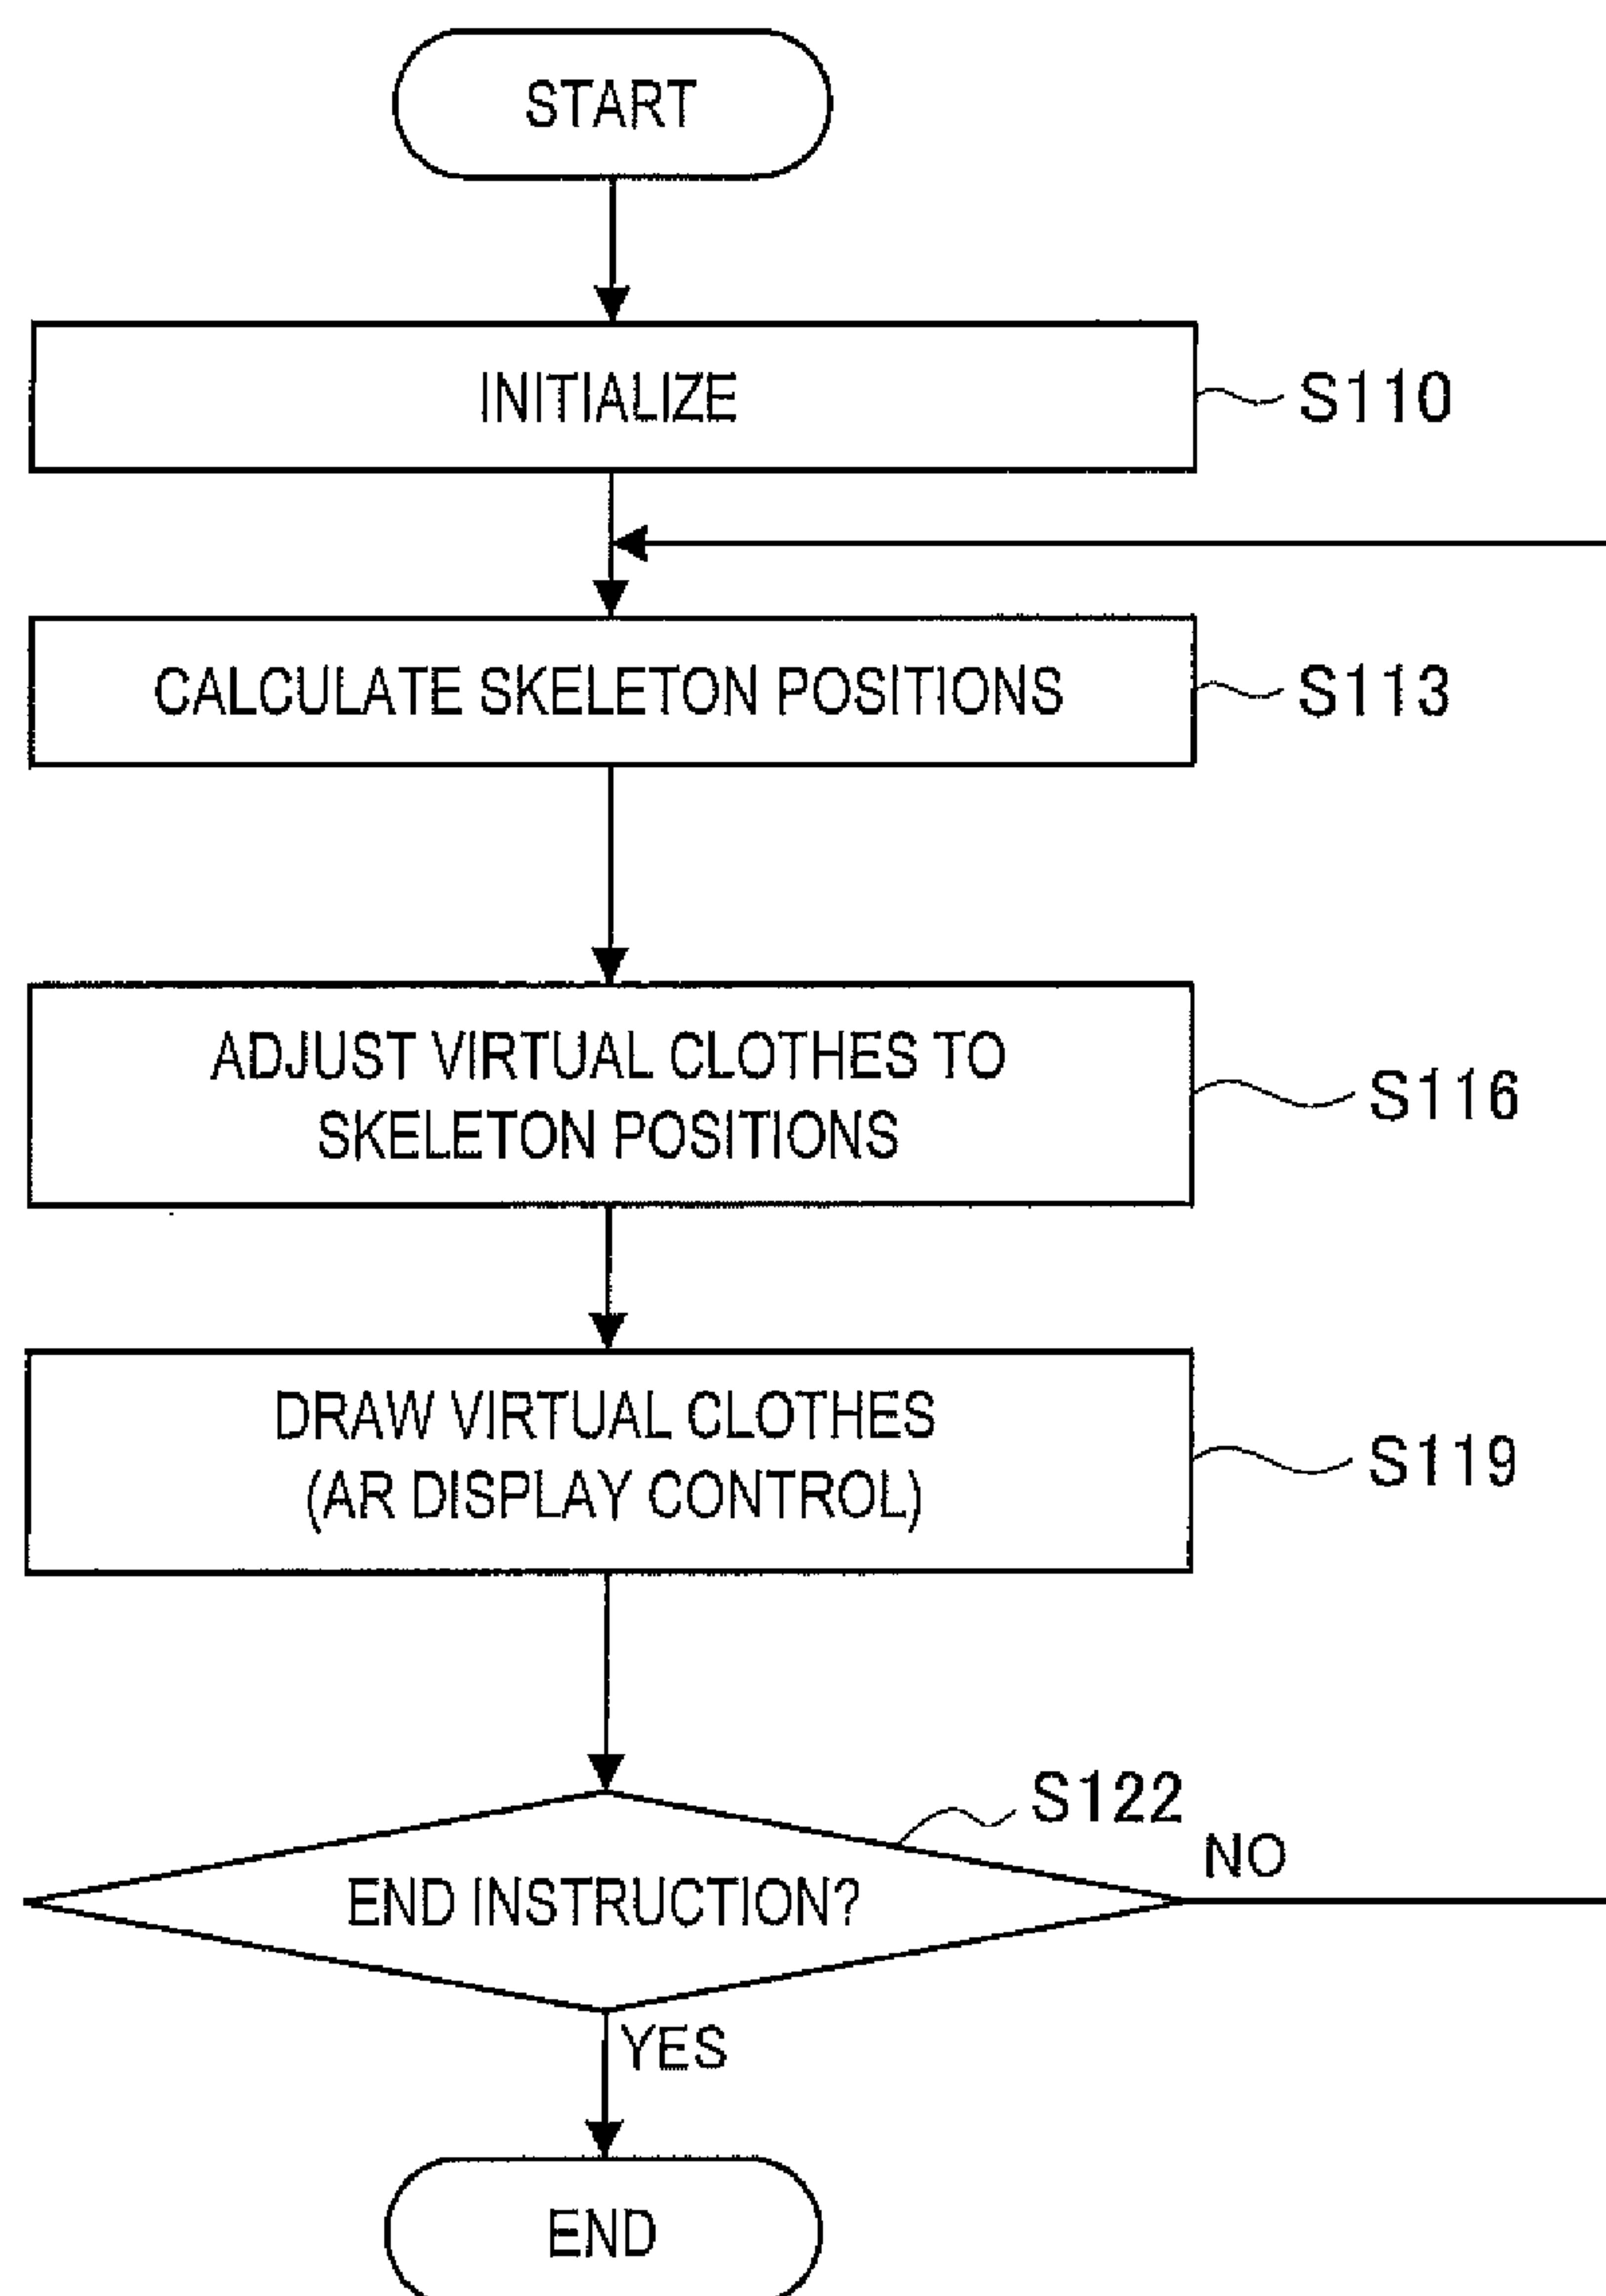 START
INITIALIZE
S110
CALCULATE SKELETON POSITIONS
S113
ADJUST VIRTUAL CLOTHES TO
SKELETON POSITIONS
S116
DRAW VIRTUAL CLOTHES
(AR DISPLAY CONTROL)
S119
S122
NO
END INSTRUCTION?
YES
END